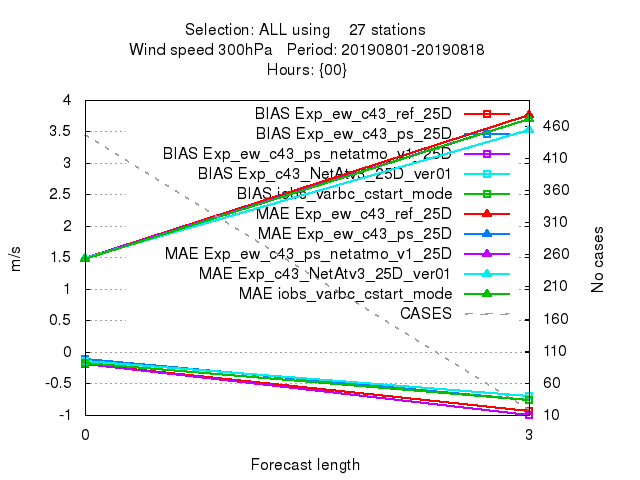 Selection: ALL using 27 stations
Wind speed 300hPa Period: 20190801-20190818
Hours: {00}
BIAS Exp_ew_c43_ref_25D
BIAS Exp_ew_c43_ps_25D
BIAS Exp_ew_c43_ps_netatmo_v1_25D
BIAS Exp_c43_NetAtv3_25D_ver01
BIAS iobs_varbc_cstart_mode
MAE Exp_ew_c43_ref_25D
MAE Exp_ew_c43_ps_25D
MAE Exp_ew_c43_ps_netatmo_v1_25D
MAE Exp_c43_NetAtv3_25D_ver01
MAE iobs_varbc_cstart_mode
CASES
4
3.5
3
2.5
2
1.5
1
0.5
0
-0.5
-1
m/s
460
410
360
310
260
210
160
110
60
10
No cases
0 3
Forecast length